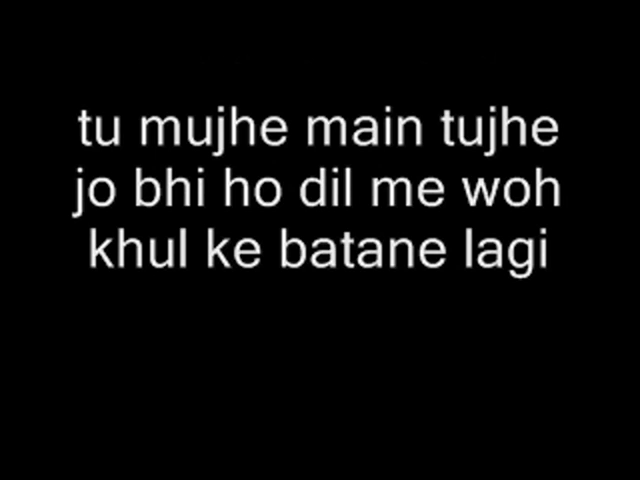 tu mujhe main tujhe
jo bhi ho dil me woh
khul ke batane lagi